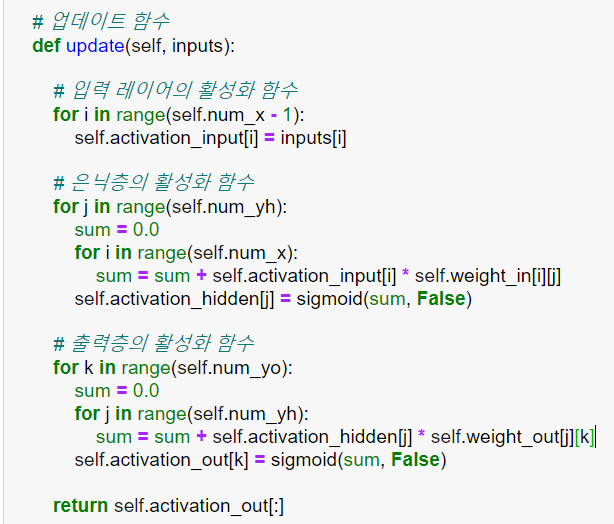 # 업데이트 함수
def update(self, inputs):
# 입력 레이어의 활성화 함수
for i in range(self.num_x - 1):
self.activation_input[i] = inputs[i]
# 은닉층의 활성화 함수
for j in range(self.num_yh):
sum = 0.0
for i in range(self.num_x):
sum = sum + self.activation_input[i] * self.weight_in[i][j]
self.activation_hidden[j] = sigmoid(sum, False)
# 출력층의 활성화 함수
for k in range(self.num_yo):
sum = 0.0
for j in range(self.num_yh):
sum = sum + self.activation_hidden[j] * self.weight_out[j][k]
self.activation_out[k] = sigmoid(sum, False)
return self.activation_out[:]